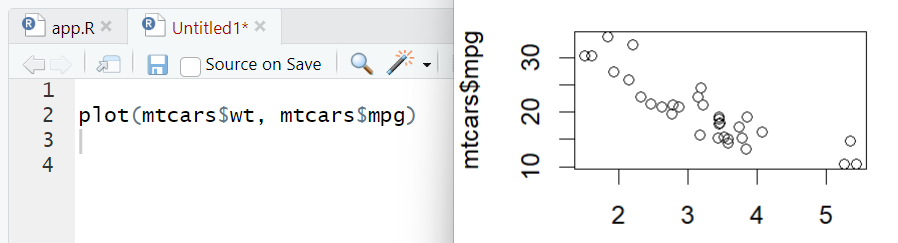 app.R × Untitled1* ×
Source on Save
1
2 plot(mtcars$wt, mtcars$mpg)
3
4
mtcars$mpg
30
20
10
2 3 4 5